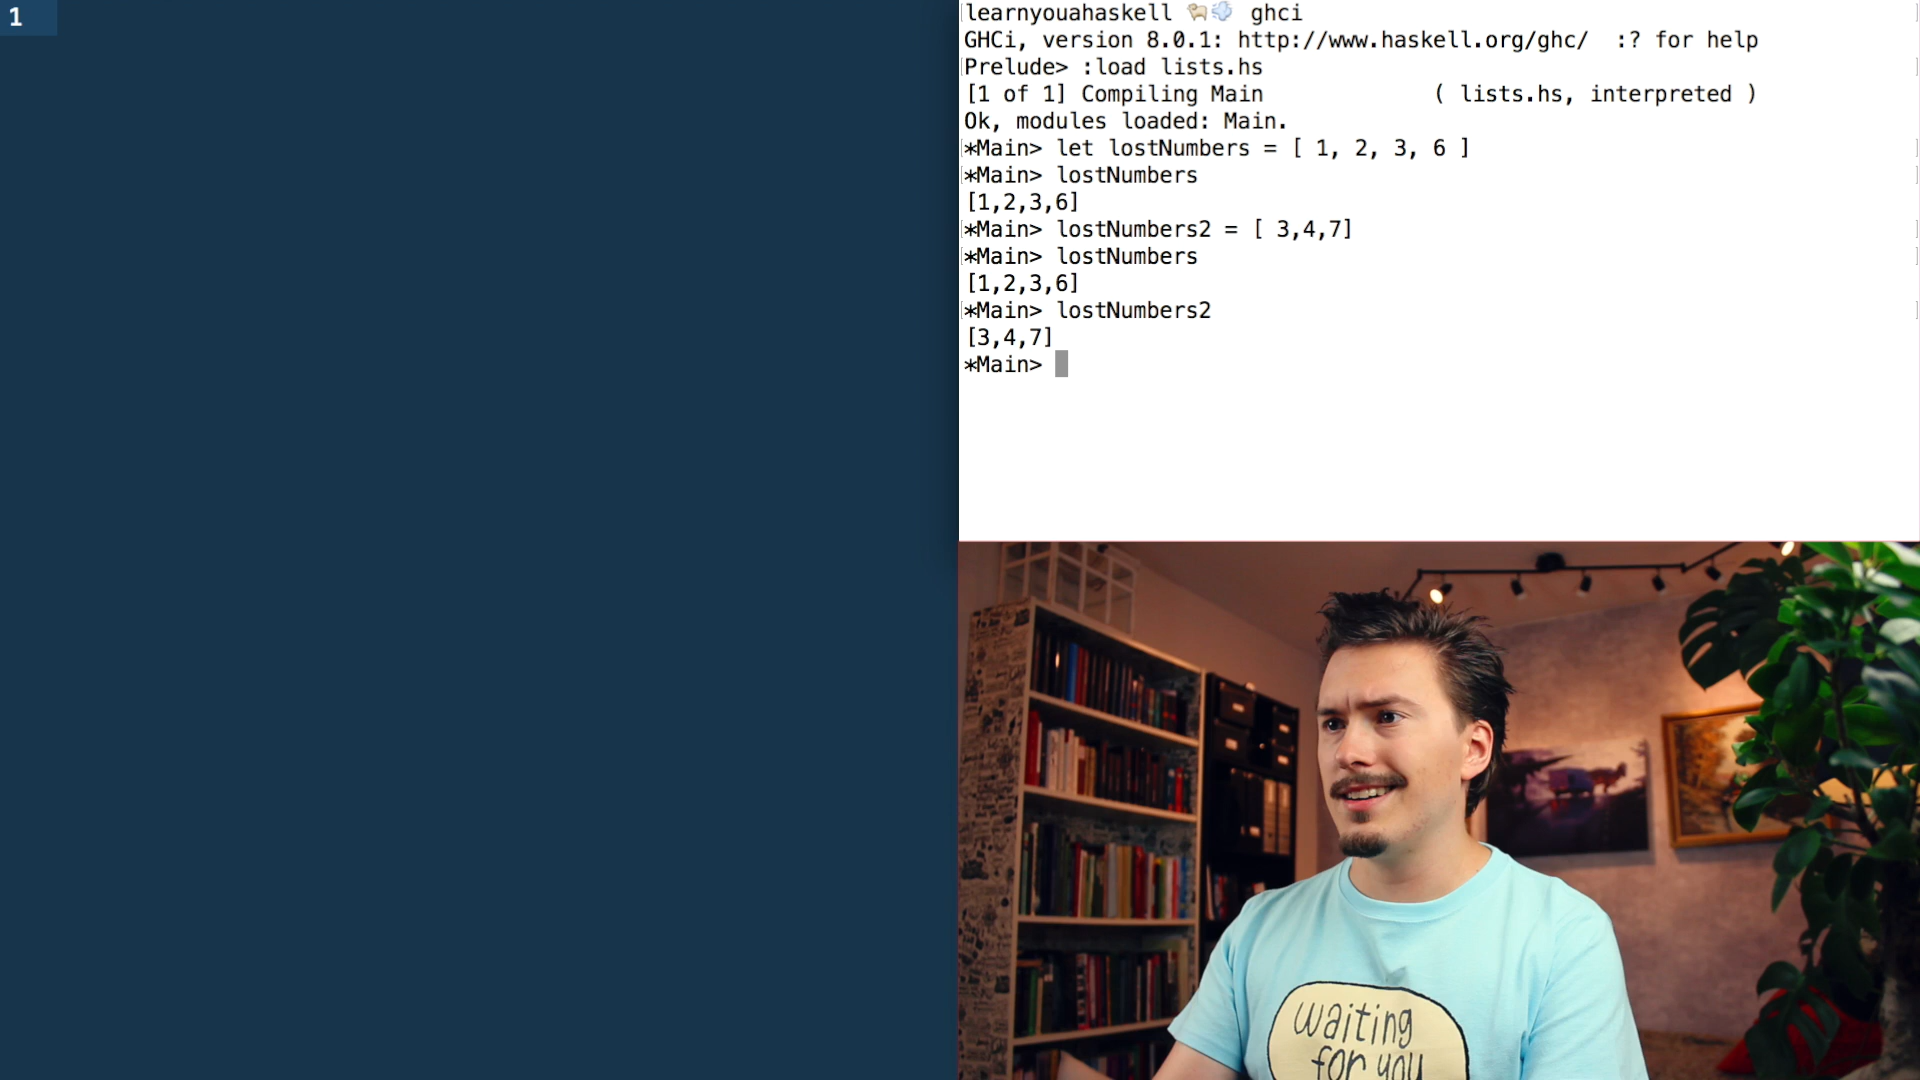 1
learnyouahaskell 🐏💨 ghci
GHCi, version 8.0.1: http://www.haskell.org/ghc/  :? for help
Prelude> :load lists.hs
[1 of 1] Compiling Main             ( lists.hs, interpreted )
Ok, modules loaded: Main.
*Main> let lostNumbers = [ 1, 2, 3, 6 ]
*Main> lostNumbers
[1,2,3,6]
*Main> lostNumbers2 = [ 3,4,7]
*Main> lostNumbers
[1,2,3,6]
*Main> lostNumbers2
[3,4,7]
*Main>
waiting
for you